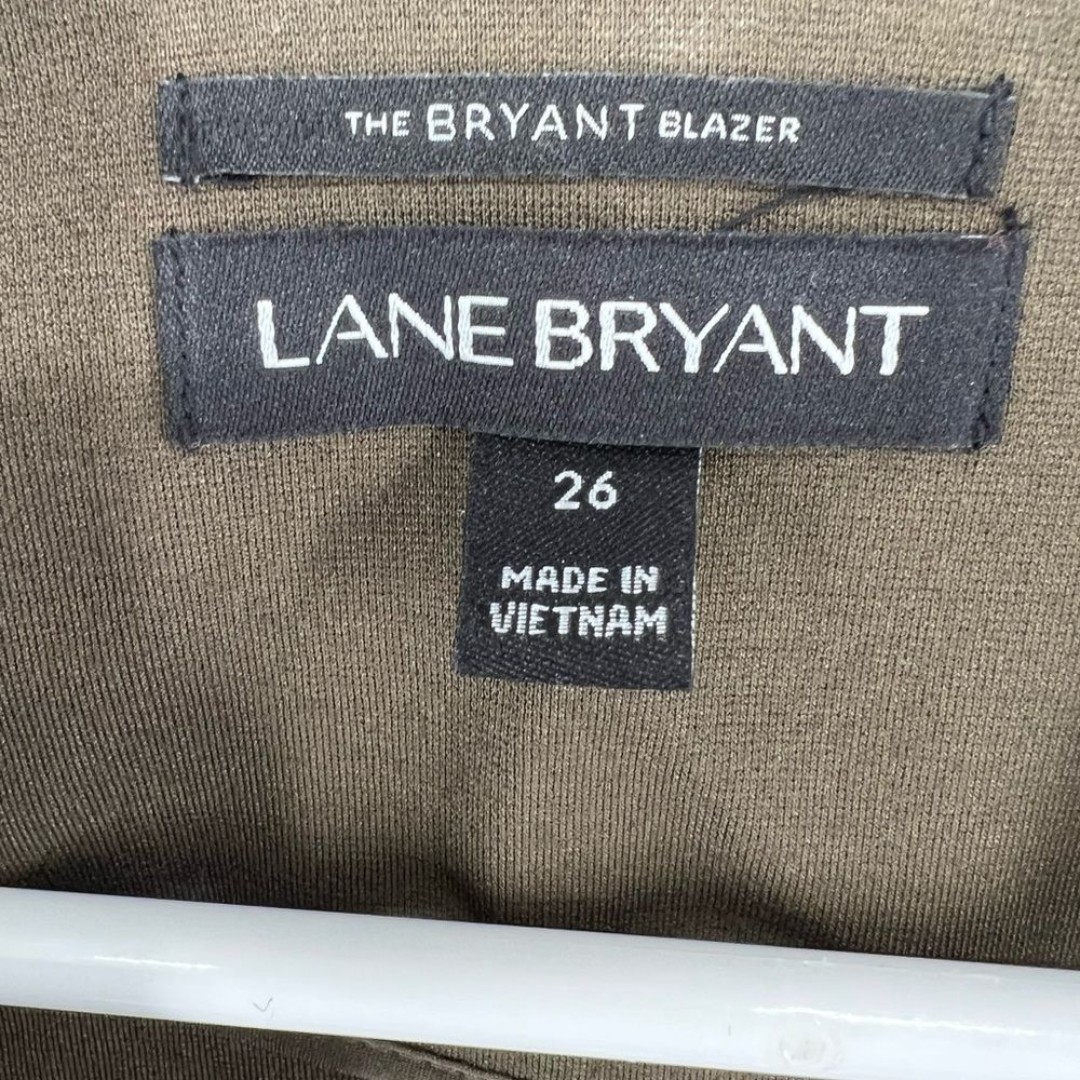 THE BRYANT BLAZER
LANE BRYANT
26
MADE IN
VIETNAM